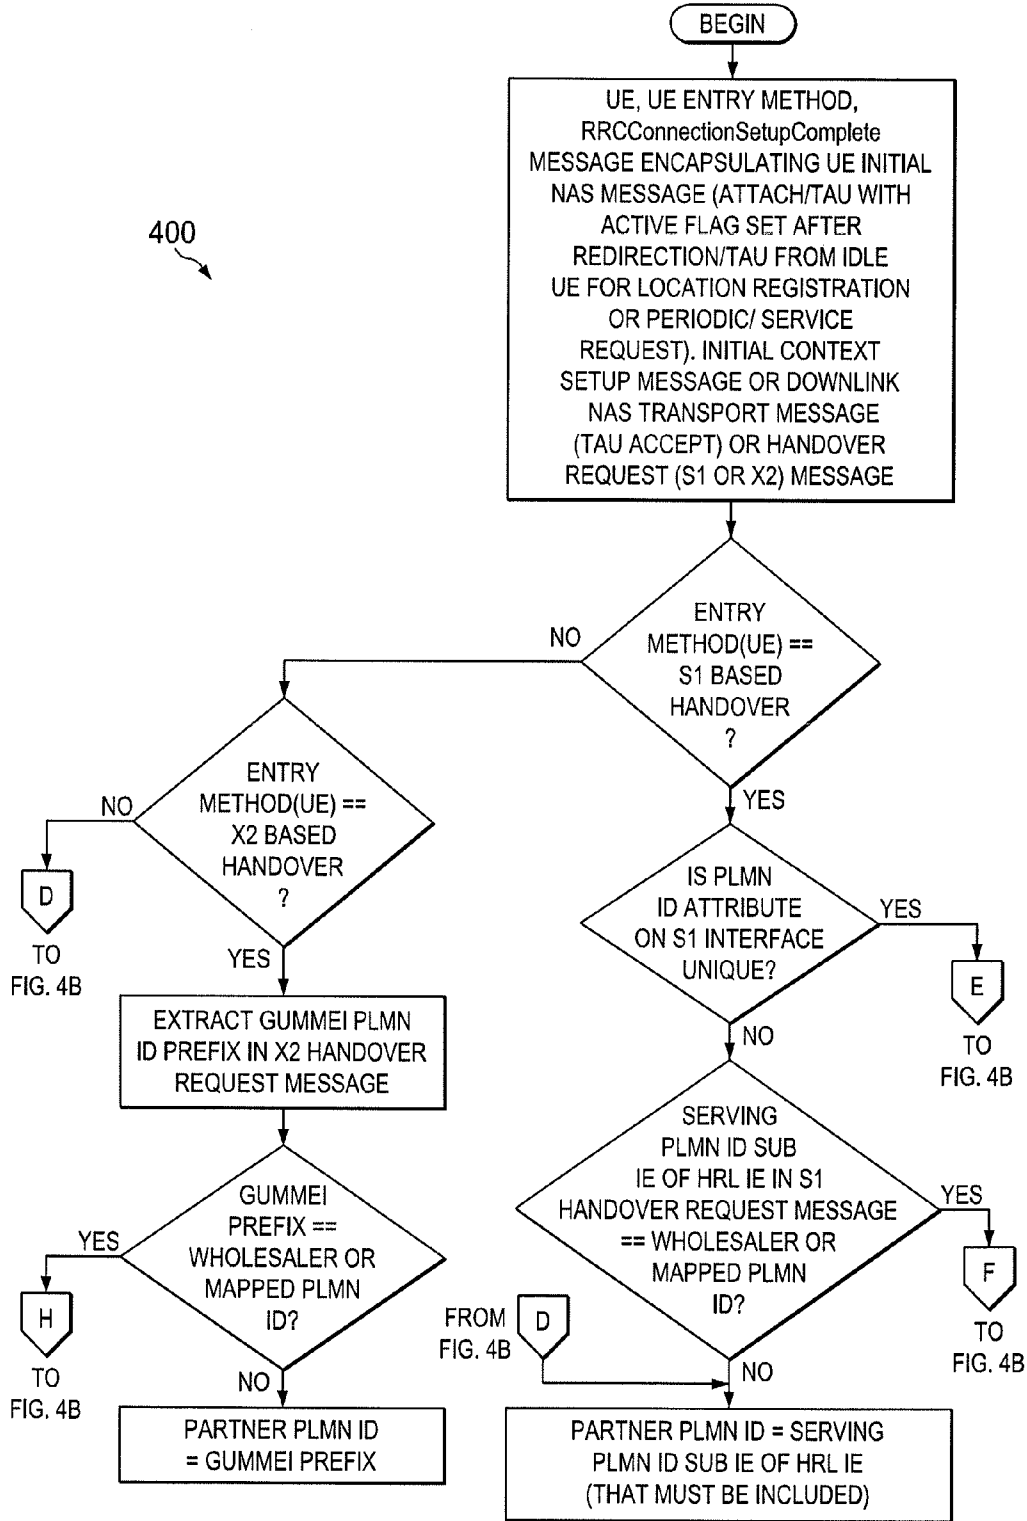 BEGIN
UE, UE ENTRY METHOD,
RRCConnectionSetupComplete
MESSAGE ENCAPSULATING UE INITIAL
NAS MESSAGE (ATTACH/TAU WITH
ACTIVE FLAG SET AFTER
REDIRECTION/TAU FROM IDLE
UE FOR LOCATION REGISTRATION
OR PERIODIC/ SERVICE
REQUEST). INITIAL CONTEXT
SETUP MESSAGE OR DOWNLINK
NAS TRANSPORT MESSAGE
(TAU ACCEPT) OR HANDOVER
REQUEST (S1 OR X2) MESSAGE
400
ENTRY
METHOD(UE) ==
S1 BASED
HANDOVER
?
NO
YES
ENTRY
METHOD(UE) ==
X2 BASED
HANDOVER
?
NO
D
TO
FIG. 4B
YES
IS PLMN
ID ATTRIBUTE
ON S1 INTERFACE
UNIQUE?
YES
E
TO
FIG. 4B
NO
EXTRACT GUMMEI PLMN
ID PREFIX IN X2 HANDOVER
REQUEST MESSAGE
SERVING
PLMN ID SUB
IE OF HRL IE IN S1
HANDOVER REQUEST MESSAGE
== WHOLESALER OR
MAPPED PLMN
ID?
YES
F
TO
FIG. 4B
NO
GUMMEI
PREFIX ==
WHOLESALER OR
MAPPED PLMN
ID?
YES
H
TO
FIG. 4B
NO
FROM
FIG. 4B
D
PARTNER PLMN ID
= GUMMEI PREFIX
PARTNER PLMN ID = SERVING
PLMN ID SUB IE OF HRL IE
(THAT MUST BE INCLUDED)